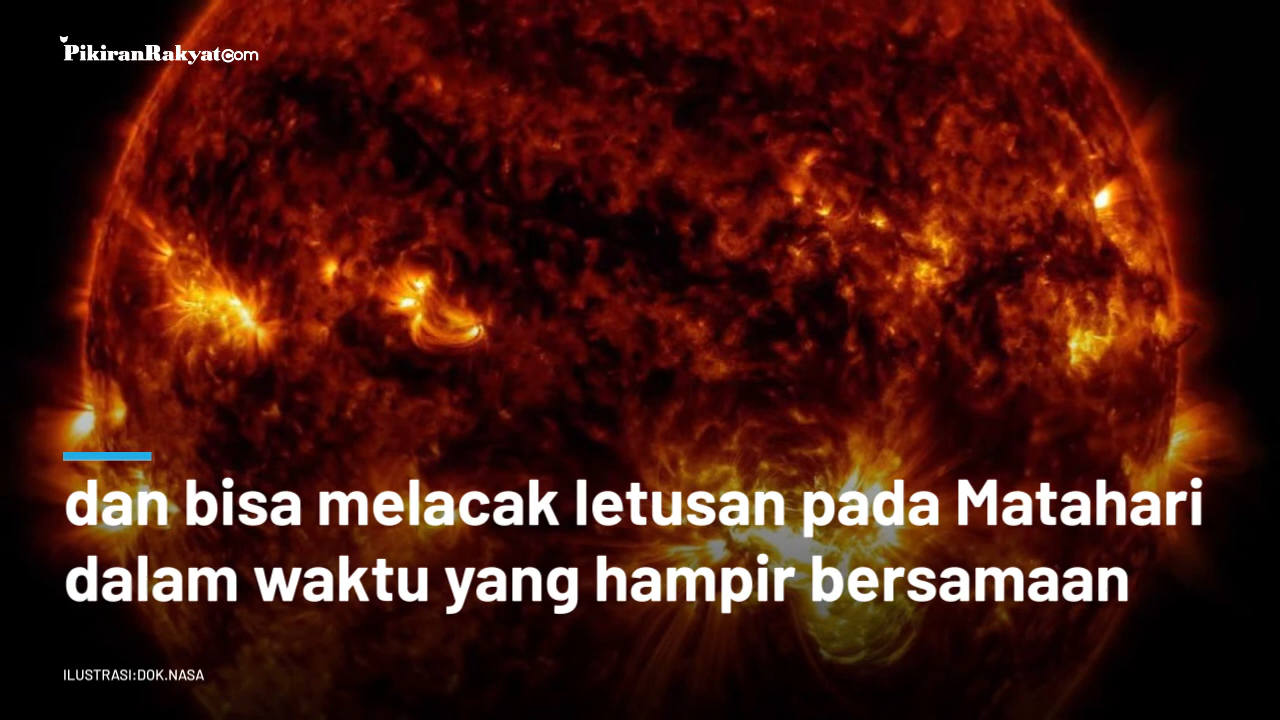 PikiranRakyat.com
dan bisa melacak letusan pada Matahari
dalam waktu yang hampir bersamaan
ILUSTRASI:DOK.NASA